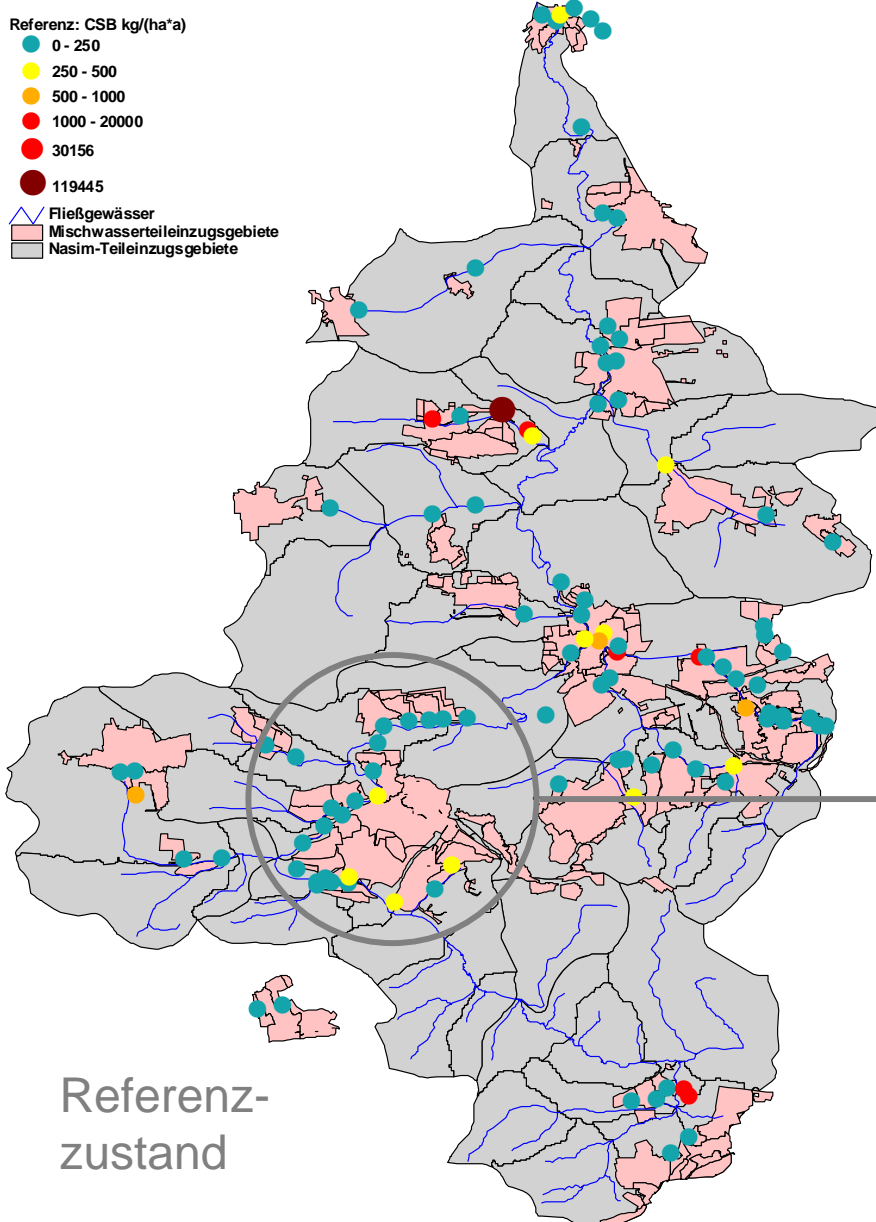 Referenz: CSB kg/(ha*a)
0 - 250
250 - 500
500 - 1000
1000 - 20000
30156
119445
Fließgewässer
Mischwasserteileinzugsgebiete
Nasim-Teileinzugsgebiete
Referenz-
zustand